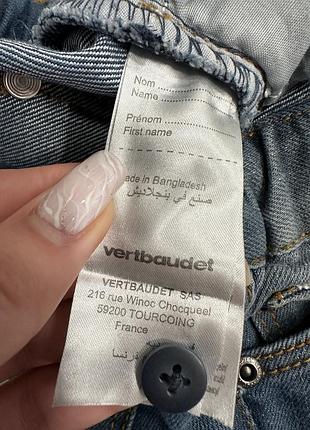 Nom
Name
Prénom
First name
ade in Bangladesh
صنع في بنجلاديش
vertbaudet
VERTBAUDET SAS
216 rue Winoc Chocqueel
59200 TOURCOING
France
فرنسا